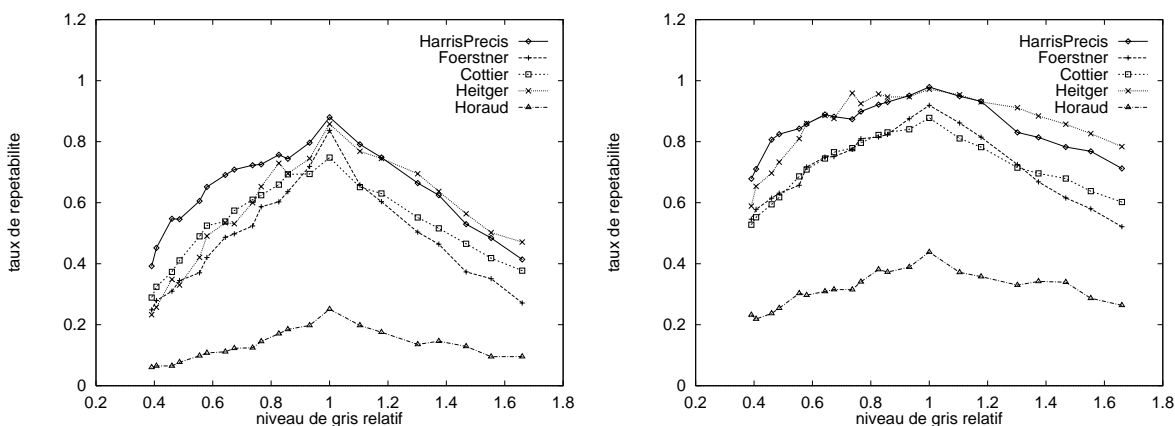 1.2
1
0.8
0.6
0.4
0.2
0
taux de repetabilite
HarrisPrecis
Foerstner
Cottier
Heitger
Horaud
0.2 0.4 0.6 0.8 1 1.2 1.4 1.6 1.8
niveau de gris relatif
1.2
1
0.8
0.6
0.4
0.2
0
taux de repetabilite
HarrisPrecis
Foerstner
Cottier
Heitger
Horaud
0.2 0.4 0.6 0.8 1 1.2 1.4 1.6 1.8
niveau de gris relatif